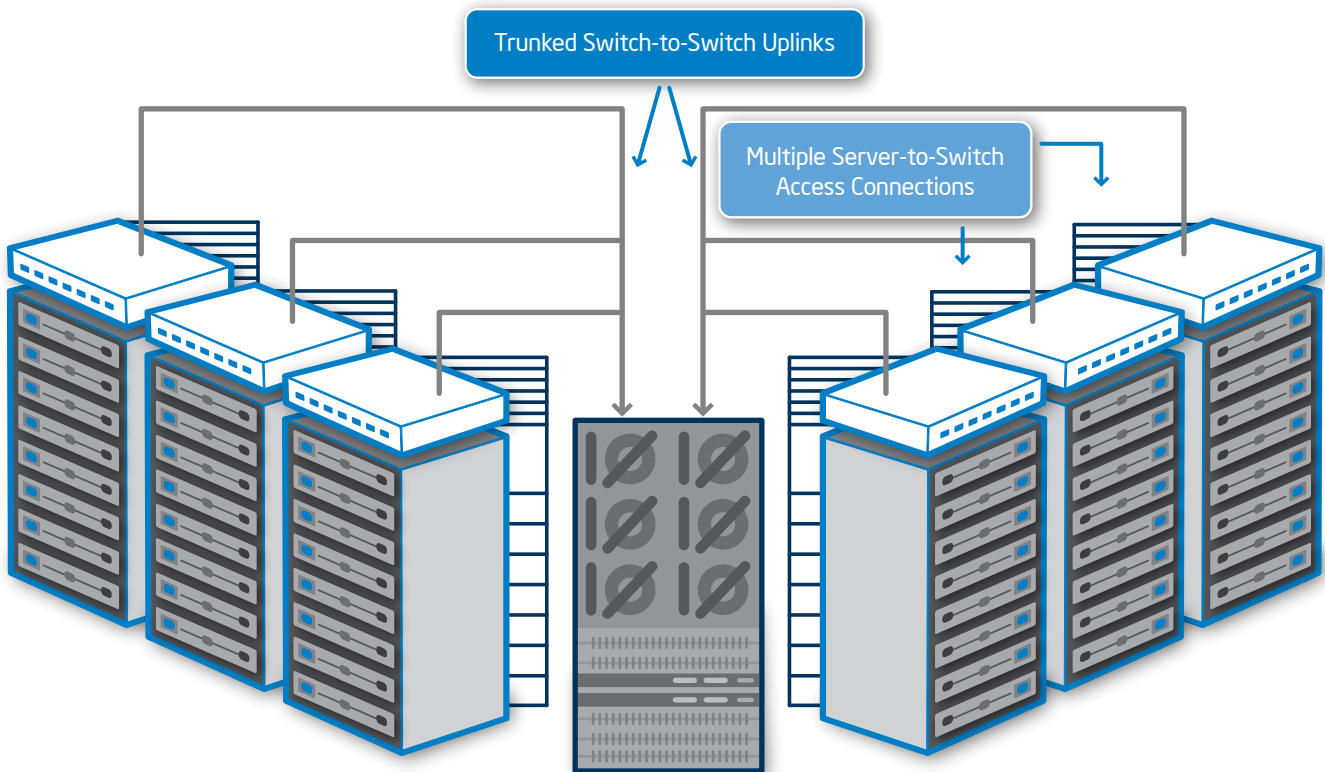 Trunked Switch-to-Switch Uplinks
Multiple Server-to-Switch
Access Connections